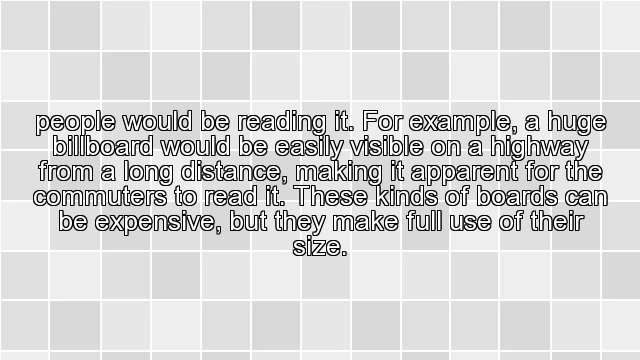 people would be reading it. For example, a huge
billboard would be easily visible on a highway
from a long distance, making it apparent for the
commuters to read it. These kinds of boards can
be expensive, but they make full use of their
size.